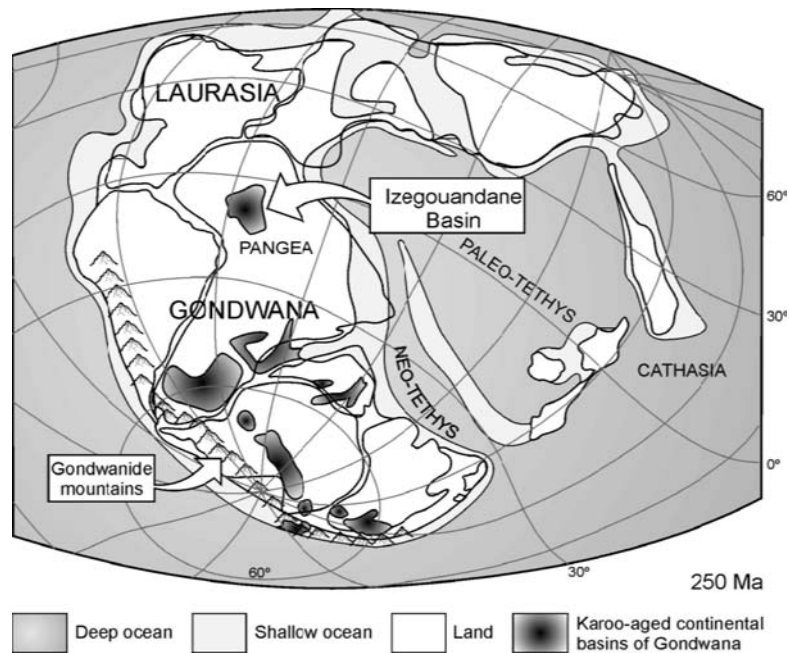 LAURASIA
Izegouandane
Basin
60°
PANGEA
PALEO-TETHYS
GONDWANA
30°
NEO-TETHYS
CATHASIA
Gondwanide
mountains
0°
60°
30°
250 Ma
Deep ocean
Shallow ocean
Land
Karoo-aged continental
basins of Gondwana